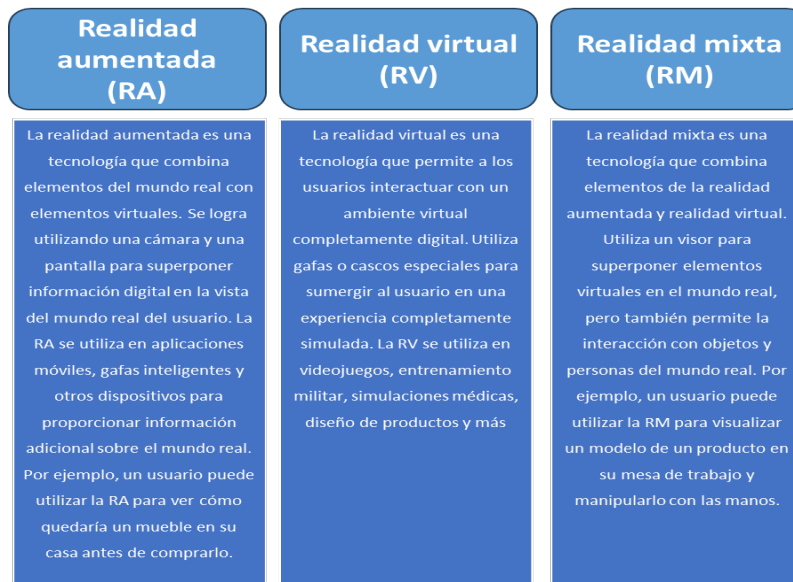 Realidad
aumentada
(RA)
La realidad aumentada es una
tecnología que combina
elementos del mundo real con
elementos virtuales. Se logra
utilizando una cámara y una
pantalla para superponer
información digital en la vista
del mundo real del usuario. La
RA se utiliza en aplicaciones
móviles, gafas inteligentes y
otros dispositivos para
proporcionar información
adicional sobre el mundo real.
Por ejemplo, un usuario puede
utilizar la RA para ver cómo
quedaría un mueble en su
casa antes de comprarlo.
Realidad virtual
(RV)
La realidad virtual es una
tecnología que permite a los
usuarios interactuar con un
ambiente virtual
completamente digital. Utiliza
gafas o cascos especiales para
sumergir al usuario en una
experiencia completamente
simulada. La RV se utiliza en
videojuegos, entrenamiento
militar, simulaciones médicas,
diseño de productos y más
Realidad mixta
(RM)
La realidad mixta es una
tecnología que combina
elementos de la realidad
aumentada y realidad virtual.
Utiliza un visor para
superponer elementos
virtuales en el mundo real,
pero también permite la
interacción con objetos y
personas del mundo real. Por
ejemplo, un usuario puede
utilizar la RM para visualizar
un modelo de un producto en
su mesa de trabajo y
manipularlo con las manos.